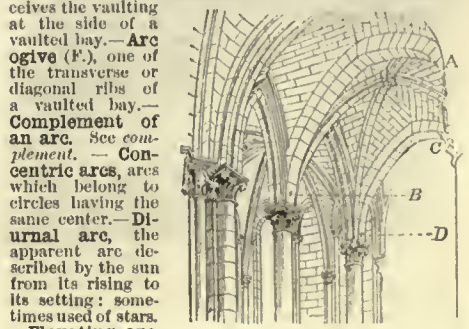 ceives the vaulting
at the side of a
vaulted bay.—Arc
ogive (F.), one of
the transverse or
diagonal ribs of
a vaulted bay.—
Complement of
an arc. See com-
plement. — Con-
centric arcs, arcs
which belong to
circles having the
same center.—Di-
urnal arc, the
apparent arc de-
scribed by the sun
from its rising to
its setting: some-
times used of stars.
A
C
B
D